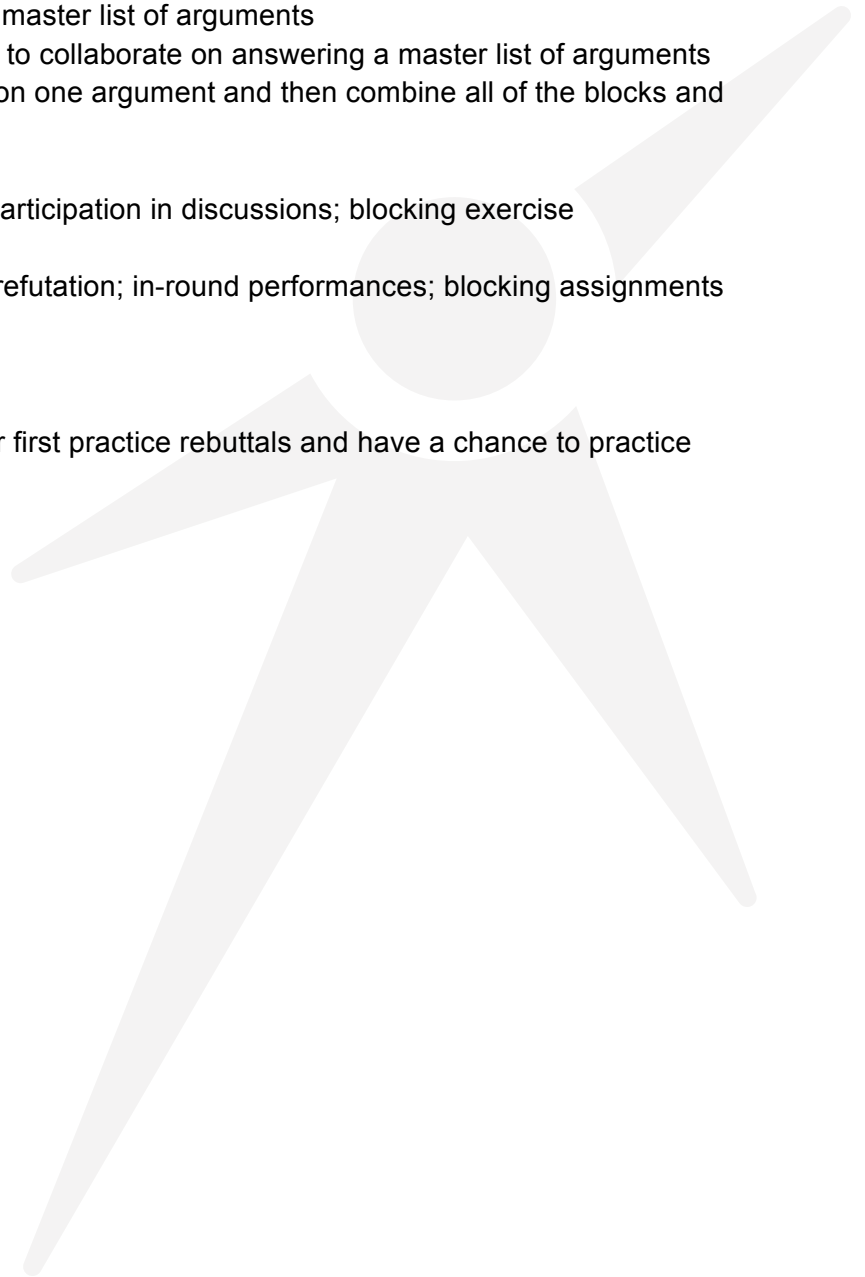 master list of arguments
to collaborate on answering a master list of arguments
on one argument and then combine all of the blocks and
articipation in discussions; blocking exercise
refutation; in-round performances; blocking assignments
r first practice rebuttals and have a chance to practice